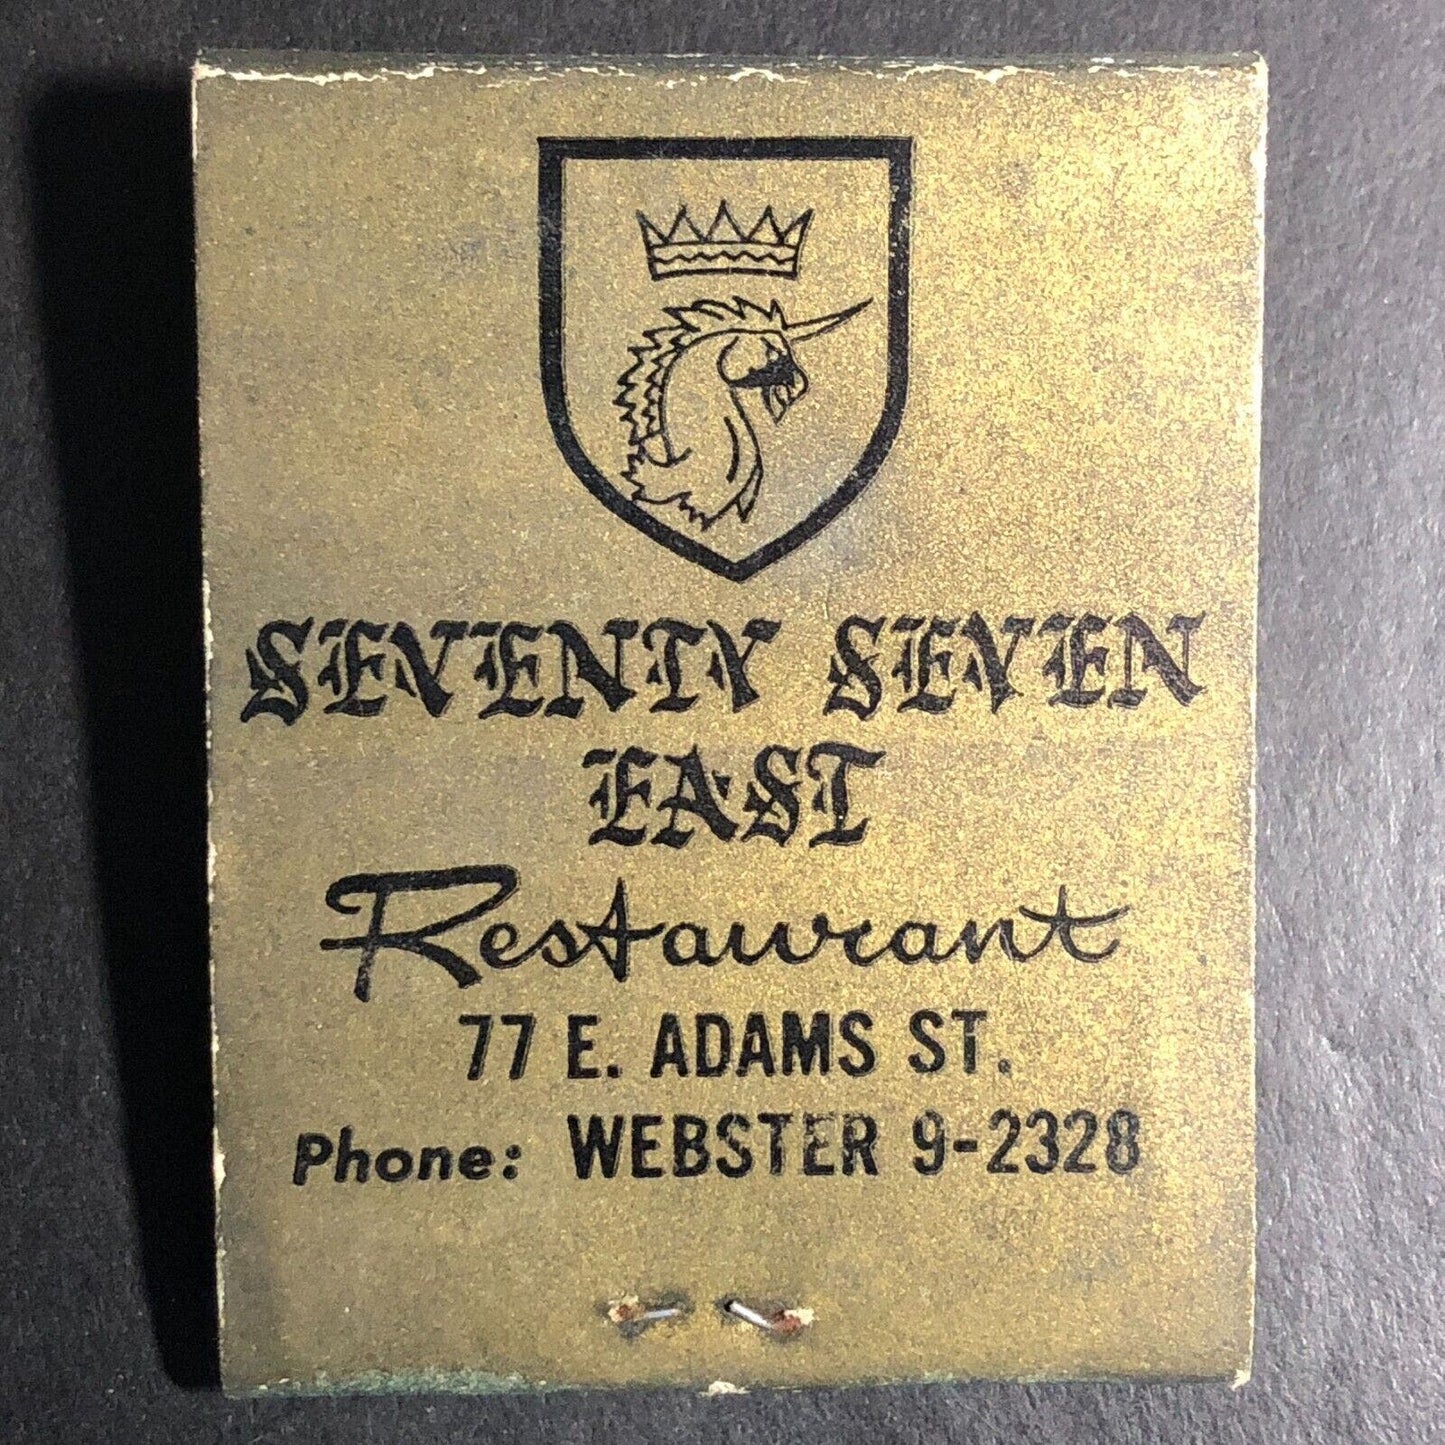 SEVENTY SEVEN
EAST
Restaurant
77 E. ADAMS ST.
Phone: WEBSTER 9-2328